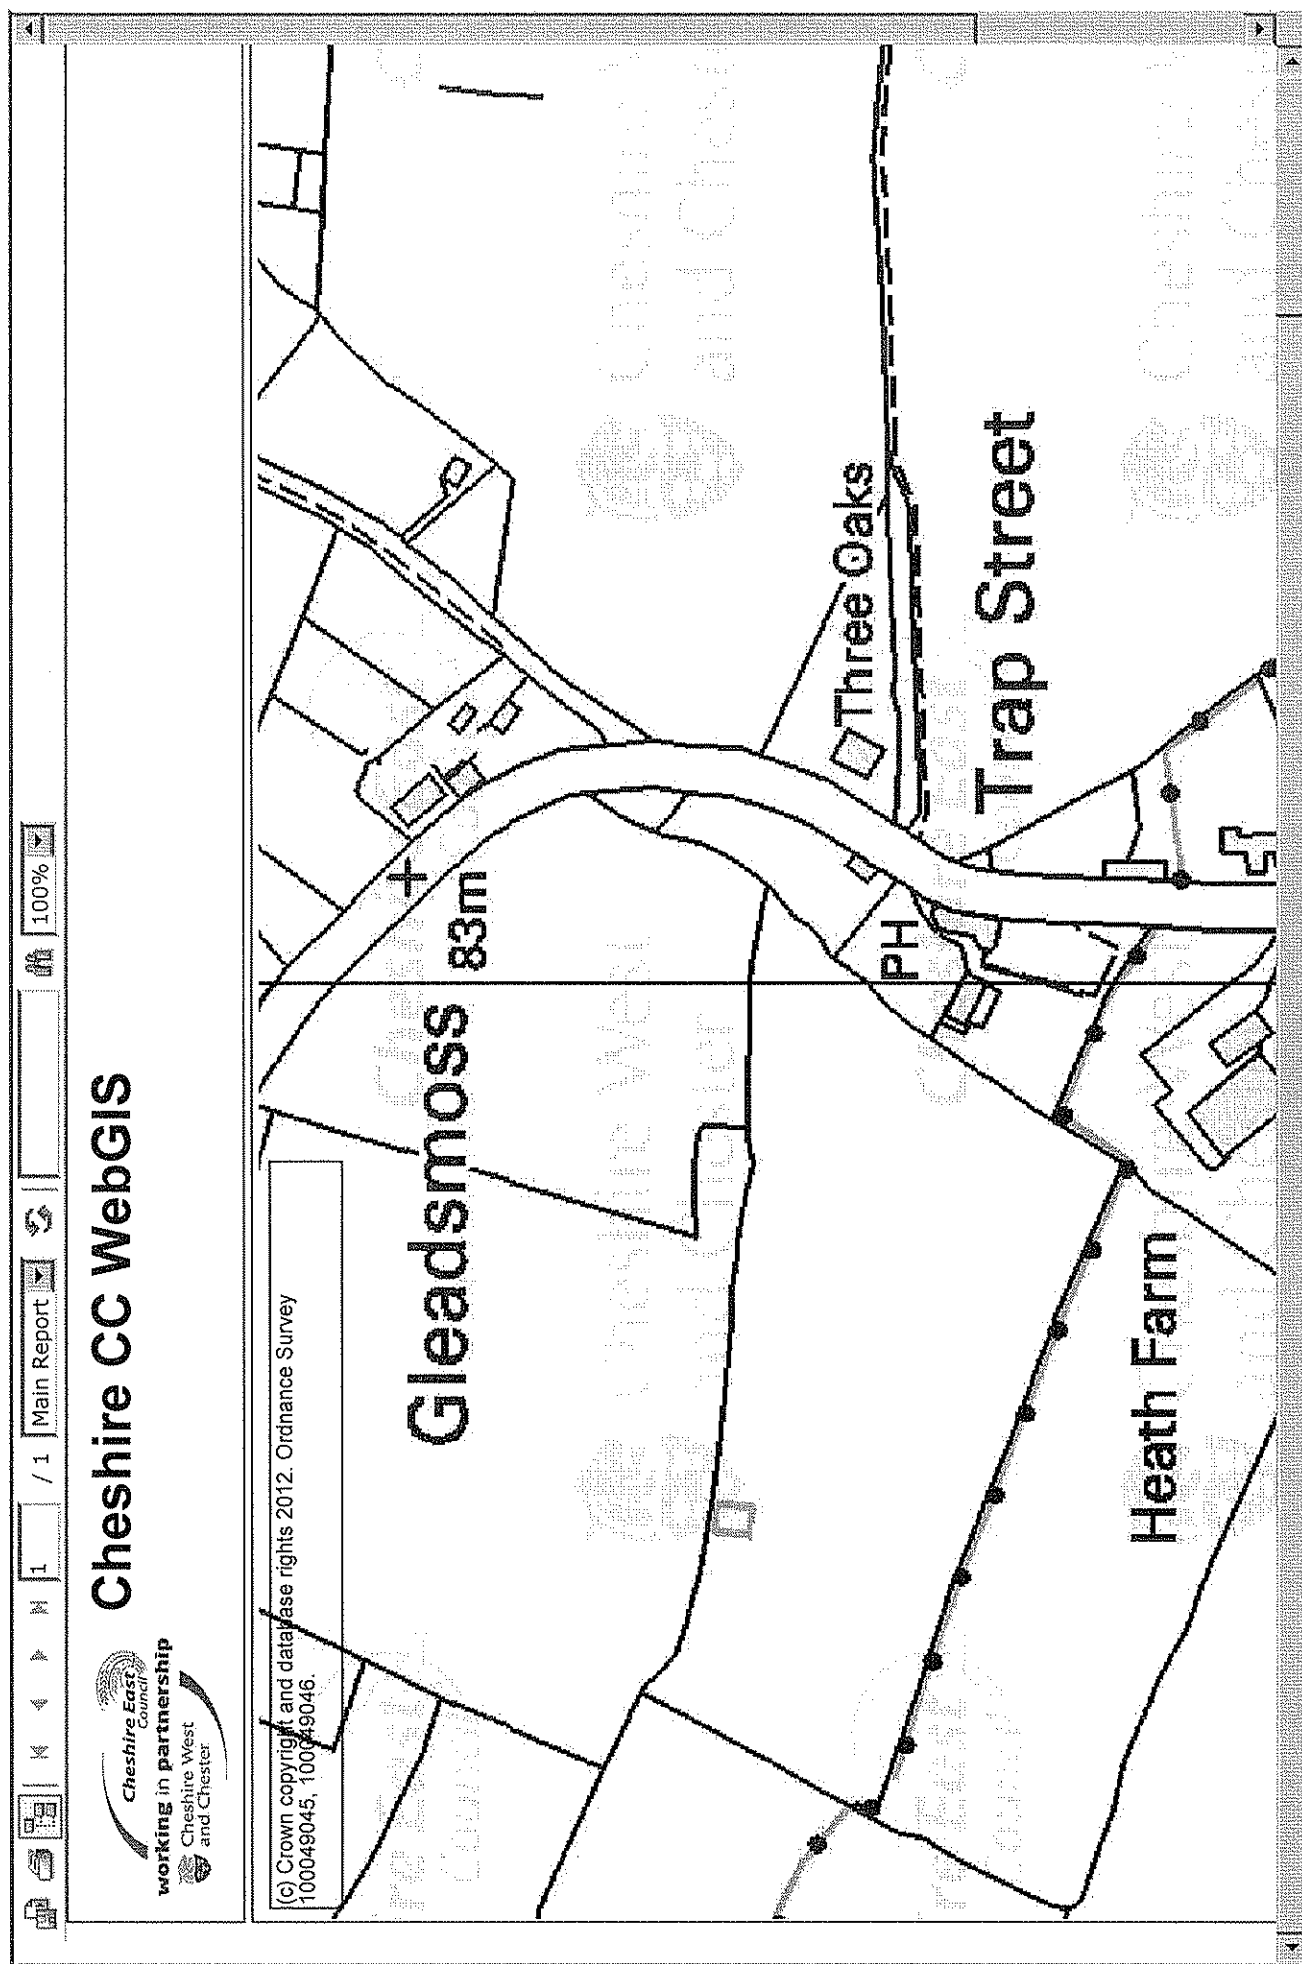 1
/ 1
Main Report
100%
Cheshire East
Council
working in partnership
Cheshire West
and Chester
Cheshire CC WebGIS
(c) Crown copyright and database rights 2012. Ordnance Survey
100049045, 100049046.
Gleadsmoss
83m
Three Oaks
PH
Trap Street
Heath Farm